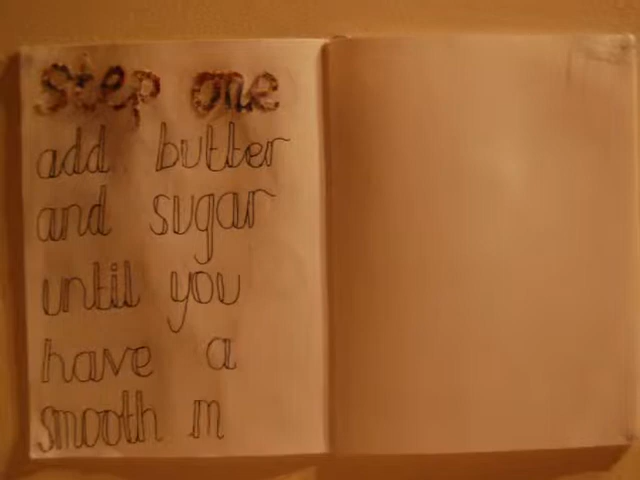 step one
add butter
and sugar
until you
have a
smooth m